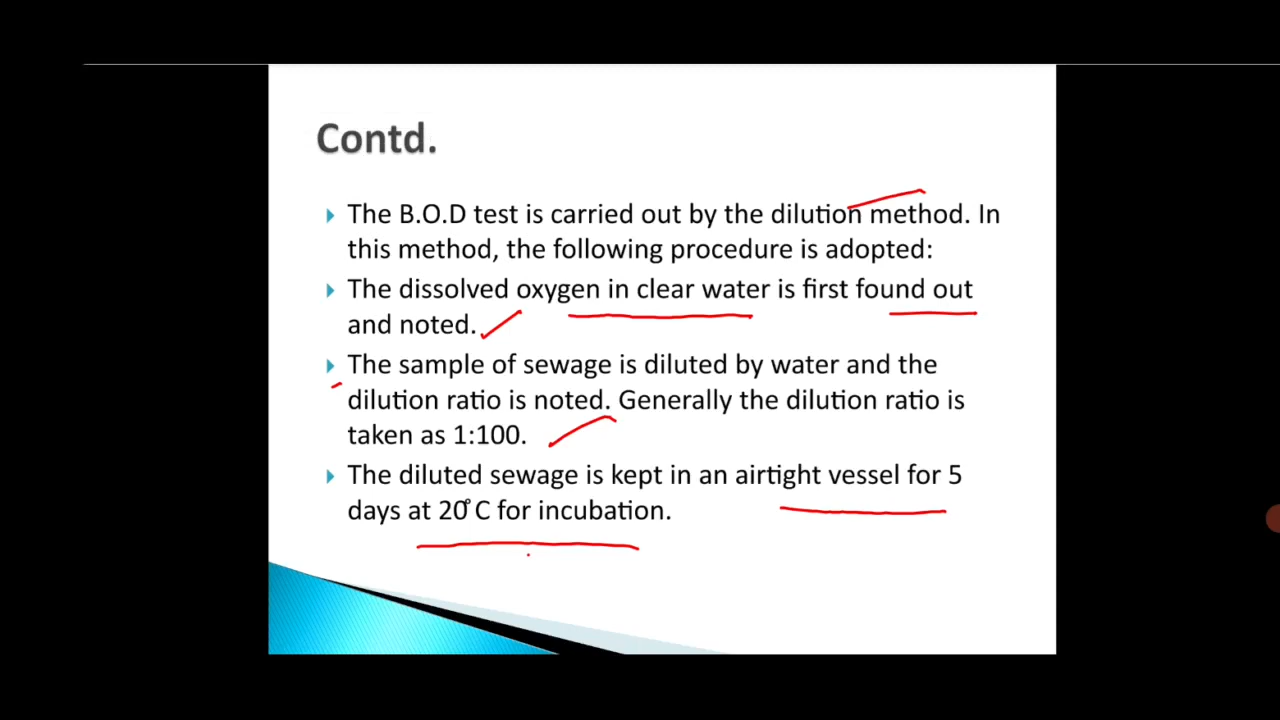 Contd.
The B.O.D test is carried out by the dilution method. In
this method, the following procedure is adopted:
The dissolved oxygen in clear water is first found out
and noted.
The sample of sewage is diluted by water and the
dilution ratio is noted. Generally the dilution ratio is
taken as 1:100.
The diluted sewage is kept in an airtight vessel for 5
days at 20° C for incubation.